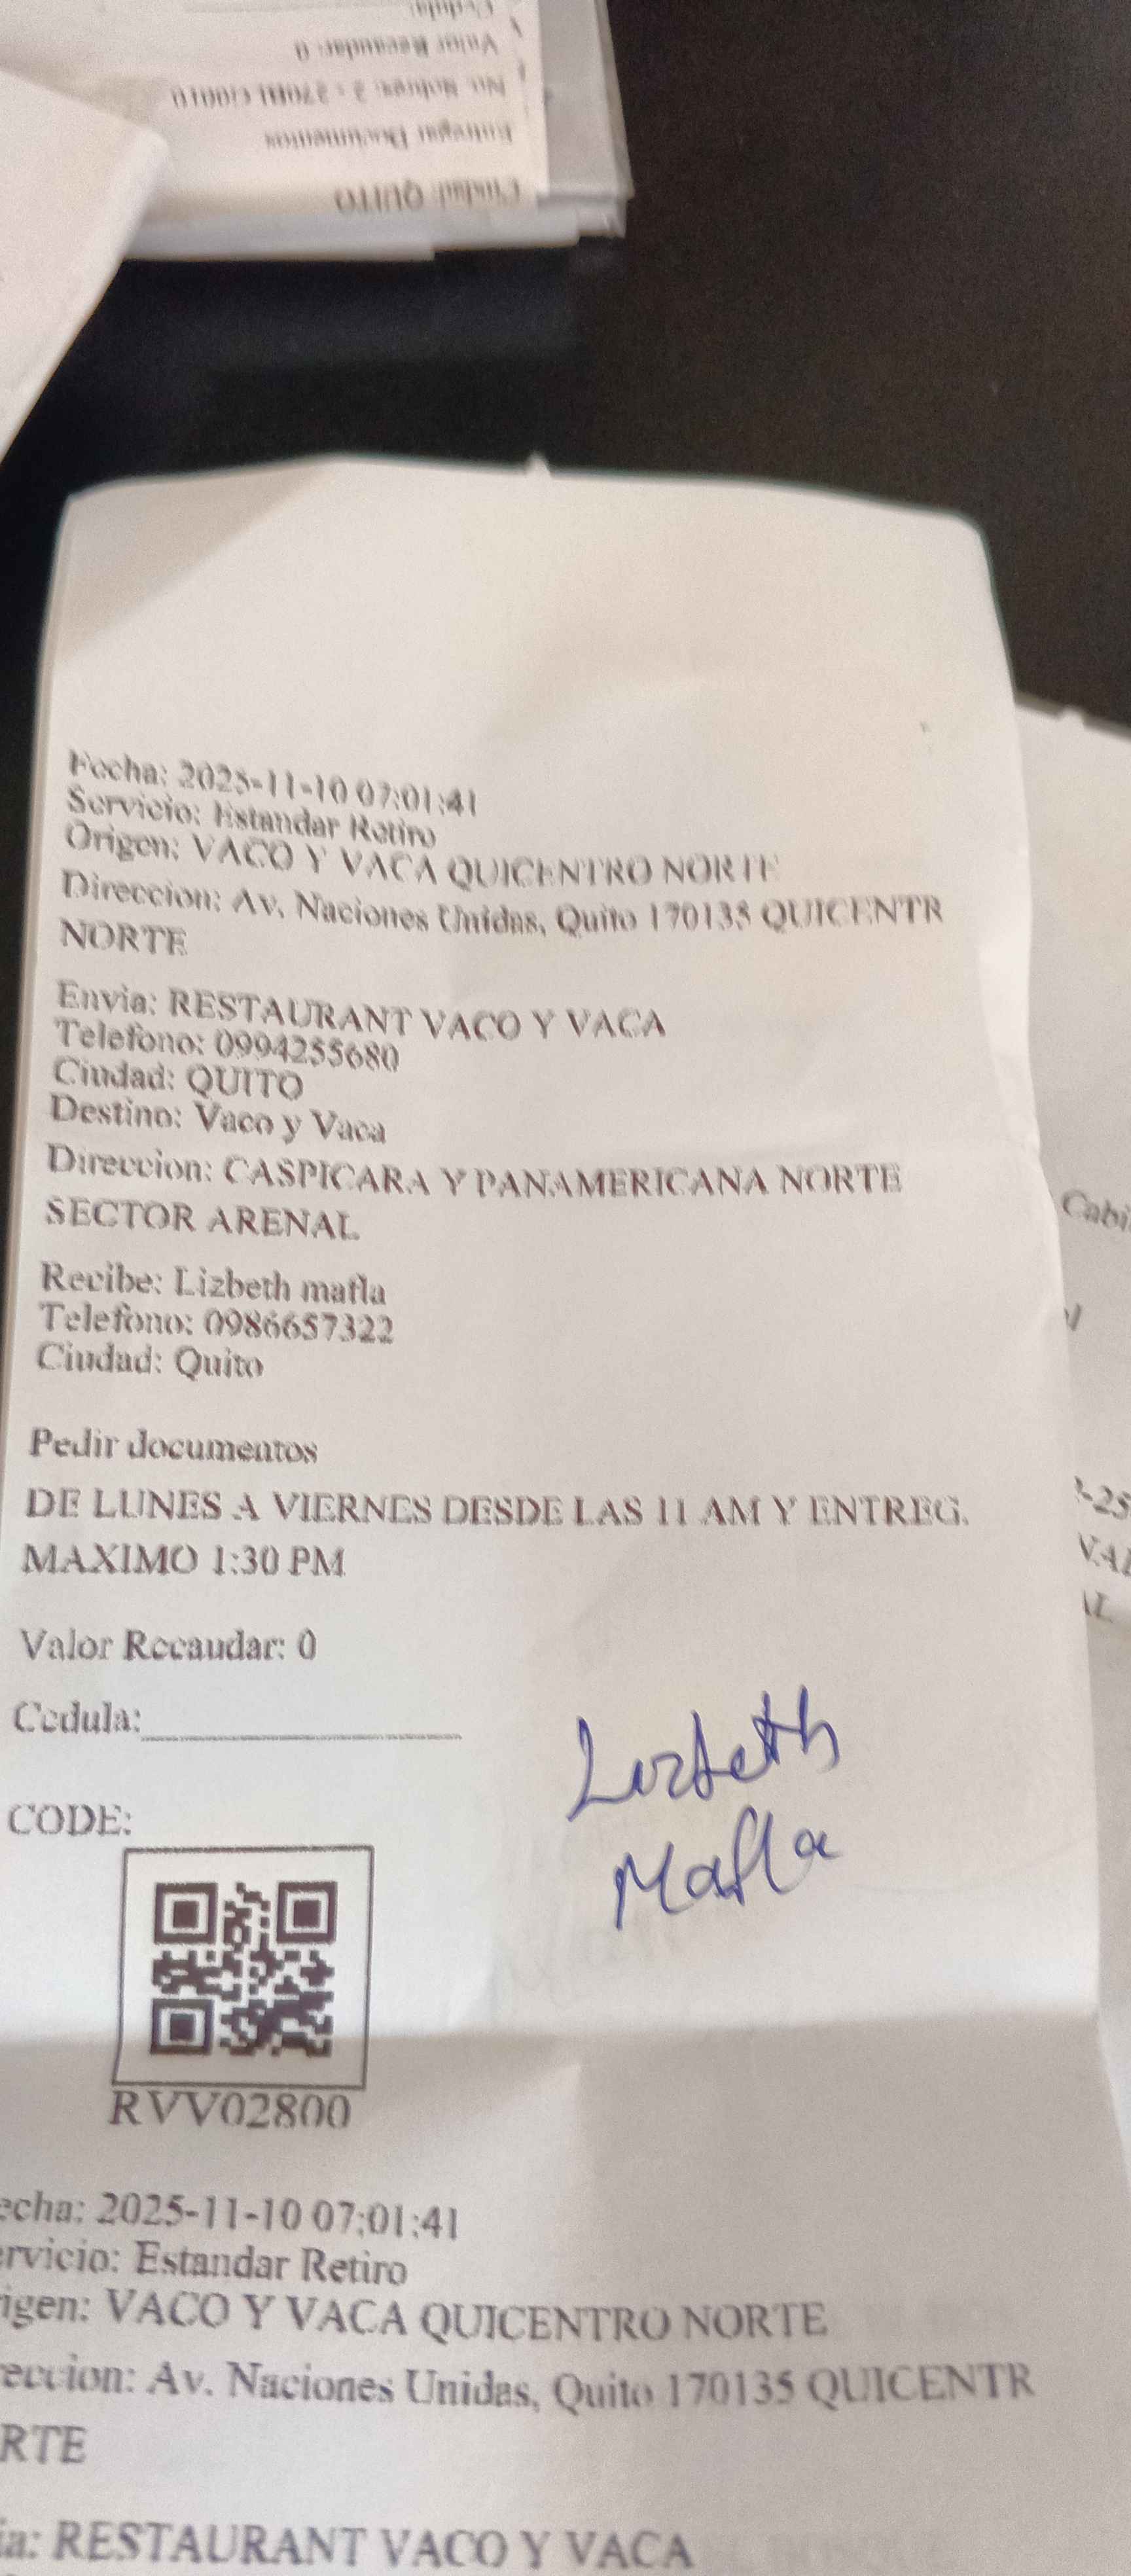 Cedula:
Valor Recaudar: 0
Entregar Documentos
Ciudad: QUITO
Fecha: 2025-11-10 07:01:41
Servicio: Estandar Retiro
Origen: VACO Y VACA QUICENTRO NORTE
Direccion: Av. Naciones Unidas, Quito 170135 QUICENTR
NORTE
Envia: RESTAURANT VACO Y VACA
Telefono: 0994255680
Ciudad: QUITO
Destino: Vaco y Vaca
Direccion: CASPICARA Y PANAMERICANA NORTE
SECTOR ARENAL
Recibe: Lizbeth mafla
Telefono: 0986657322
Ciudad: Quito
Pedir documentos
DE LUNES A VIERNES DESDE LAS 11 AM Y ENTREG.
MAXIMO 1:30 PM
Valor Recaudar: 0
Cedula:
Lizbeth
Mafla
CODE:
RVV02800
echa: 2025-11-10 07:01:41
ervicio: Estandar Retiro
igen: VACO Y VACA QUICENTRO NORTE
eccion: Av. Naciones Unidas, Quito 170135 QUICENTR
RTE
ia: RESTAURANT VACO Y VACA
Cabi